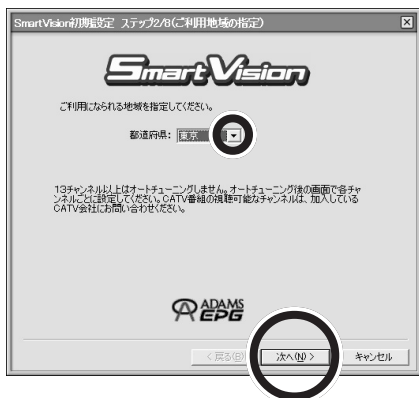 SmartVision初期設定 ステップ2/8(ご利用地域の指定)
SmartVision
ご利用になられる地域を指定してください。
都道府県: 東京
13チャンネル以上はオートチューニングしません。オートチューニング後の画面で各チャ
ンネルごとに設定してください。CATV番組の視聴可能なチャンネルは、加入している
CATV会社にお問い合わせください。
ADAMS
EPG
< 戻る(B) 次へ(N) > キャンセル